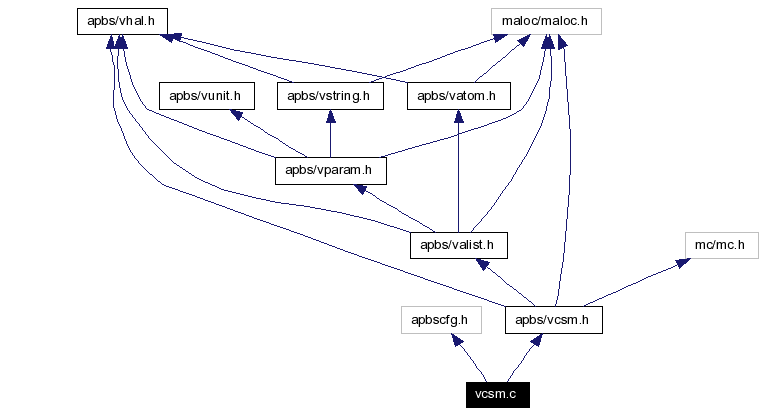 apbs/vhal.h
maloc/maloc.h
apbs/vunit.h
apbs/vstring.h
apbs/vatom.h
apbs/vparam.h
apbs/valist.h
mc/mc.h
apbscfg.h
apbs/vcsm.h
vcsm.c